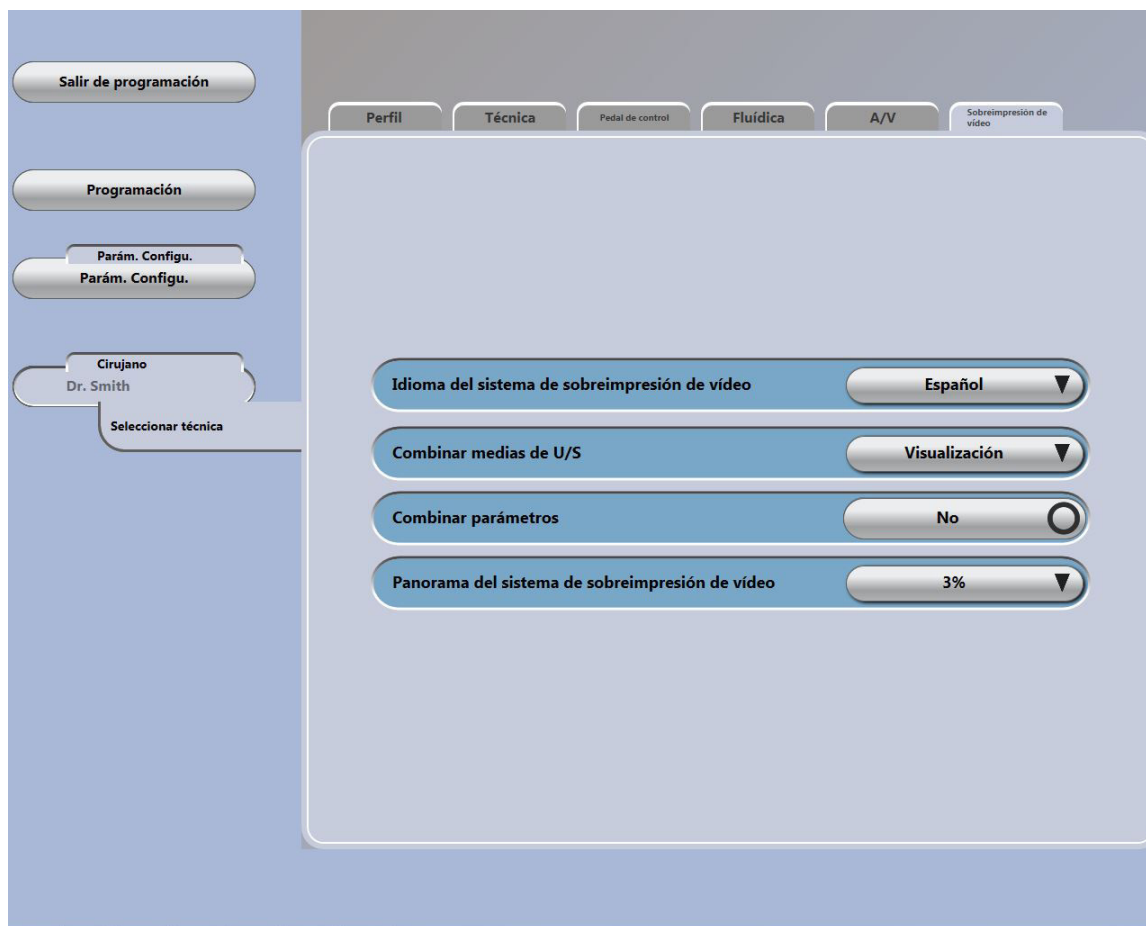 Salir de programación
Perfil
Técnica
Pedal de control
Fluídica
A/V
Sobreimpresión de
vídeo
Programación
Parám. Configu.
Parám. Configu.
Cirujano
Dr. Smith
Seleccionar técnica
Idioma del sistema de sobreimpresión de vídeo
Español
Combinar medias de U/S
Visualización
Combinar parámetros
No
Panorama del sistema de sobreimpresión de vídeo
3%